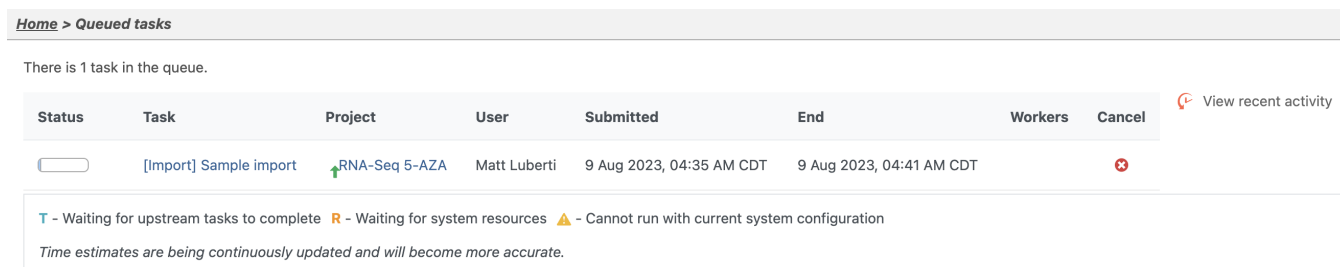 Home > Queued tasks
There is 1 task in the queue.
View recent activity
Status Task Project User Submitted End Workers Cancel
[Import] Sample import RNA-Seq 5-AZA Matt Luberti 9 Aug 2023, 04:35 AM CDT 9 Aug 2023, 04:41 AM CDT
T - Waiting for upstream tasks to complete R - Waiting for system resources - Cannot run with current system configuration
Time estimates are being continuously updated and will become more accurate.